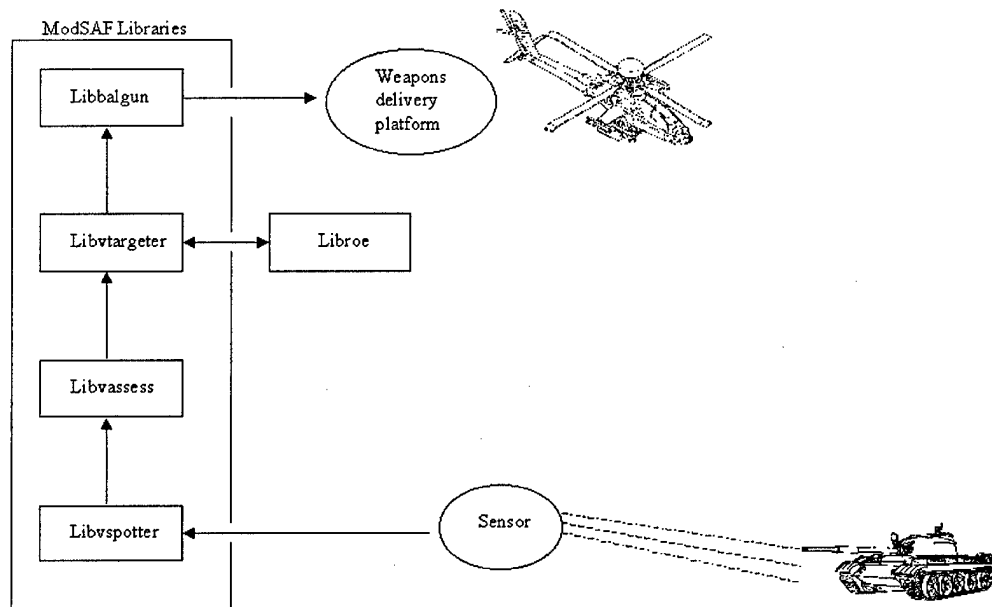 ModSAF Libraries
Libbalgun
Weapons
delivery
platform
Libvtargeter
Libroe
Libvassess
Libvspotter
Sensor